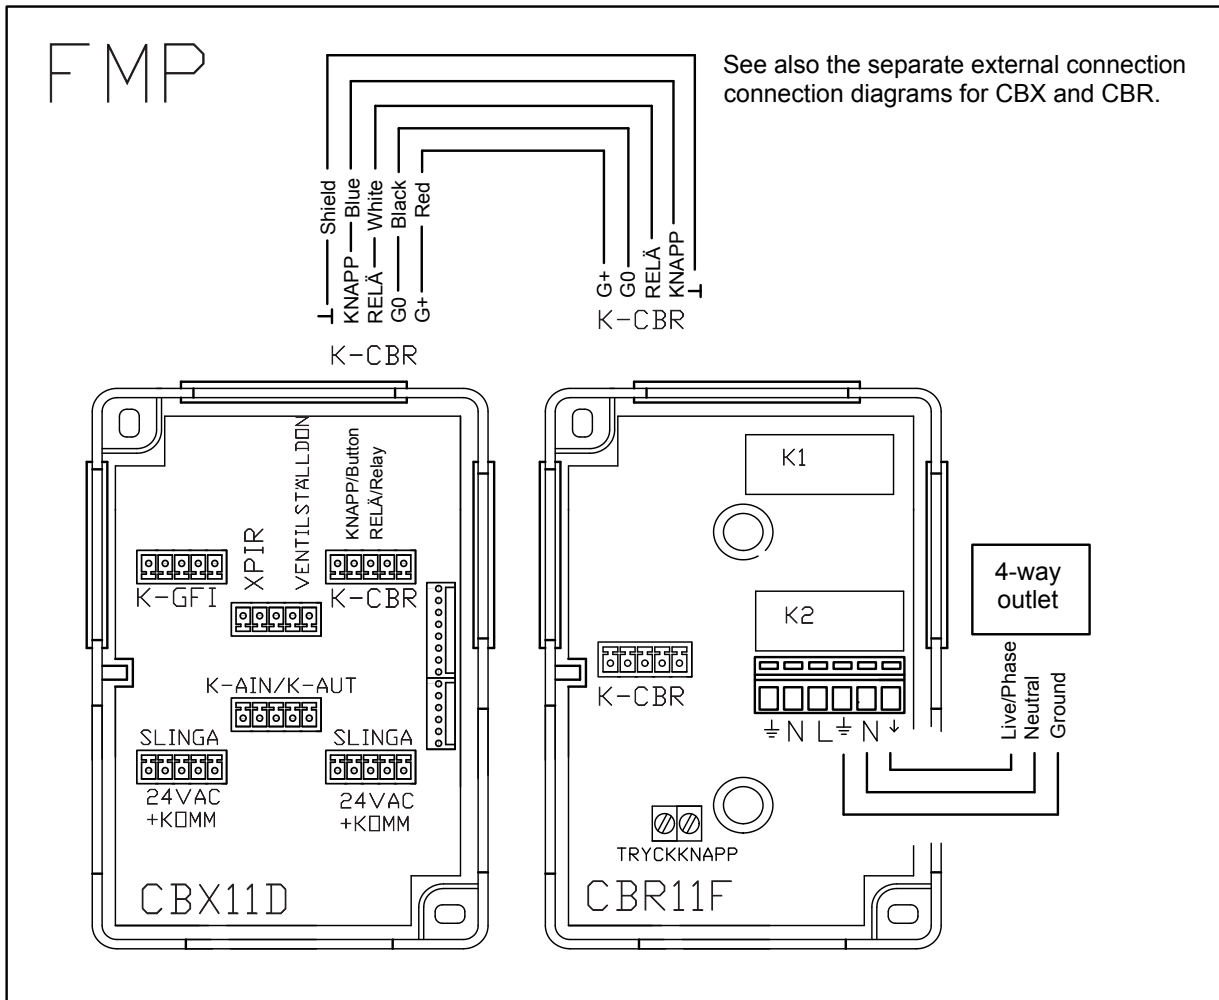 FMP
See also the separate external connection
connection diagrams for CBX and CBR.
Shield
Blue
White
Black
Red
KNAPP
RELÄ
G0
G+
K-CBR
G+
G0
RELÄ
KNAPP
K-CBR
XPIR
VENTILSTÄLLDON
KNAPP/Button
RELÄ/Relay
K-GFI
K-CBR
K-AIN/K-AUT
SLINGA
SLINGA
24VAC
+KOMM
24VAC
+KOMM
CBX11D
K1
K2
K-CBR
N L N
TRYCKKNAPP
CBR11F
4-way
outlet
Live/Phase
Neutral
Ground